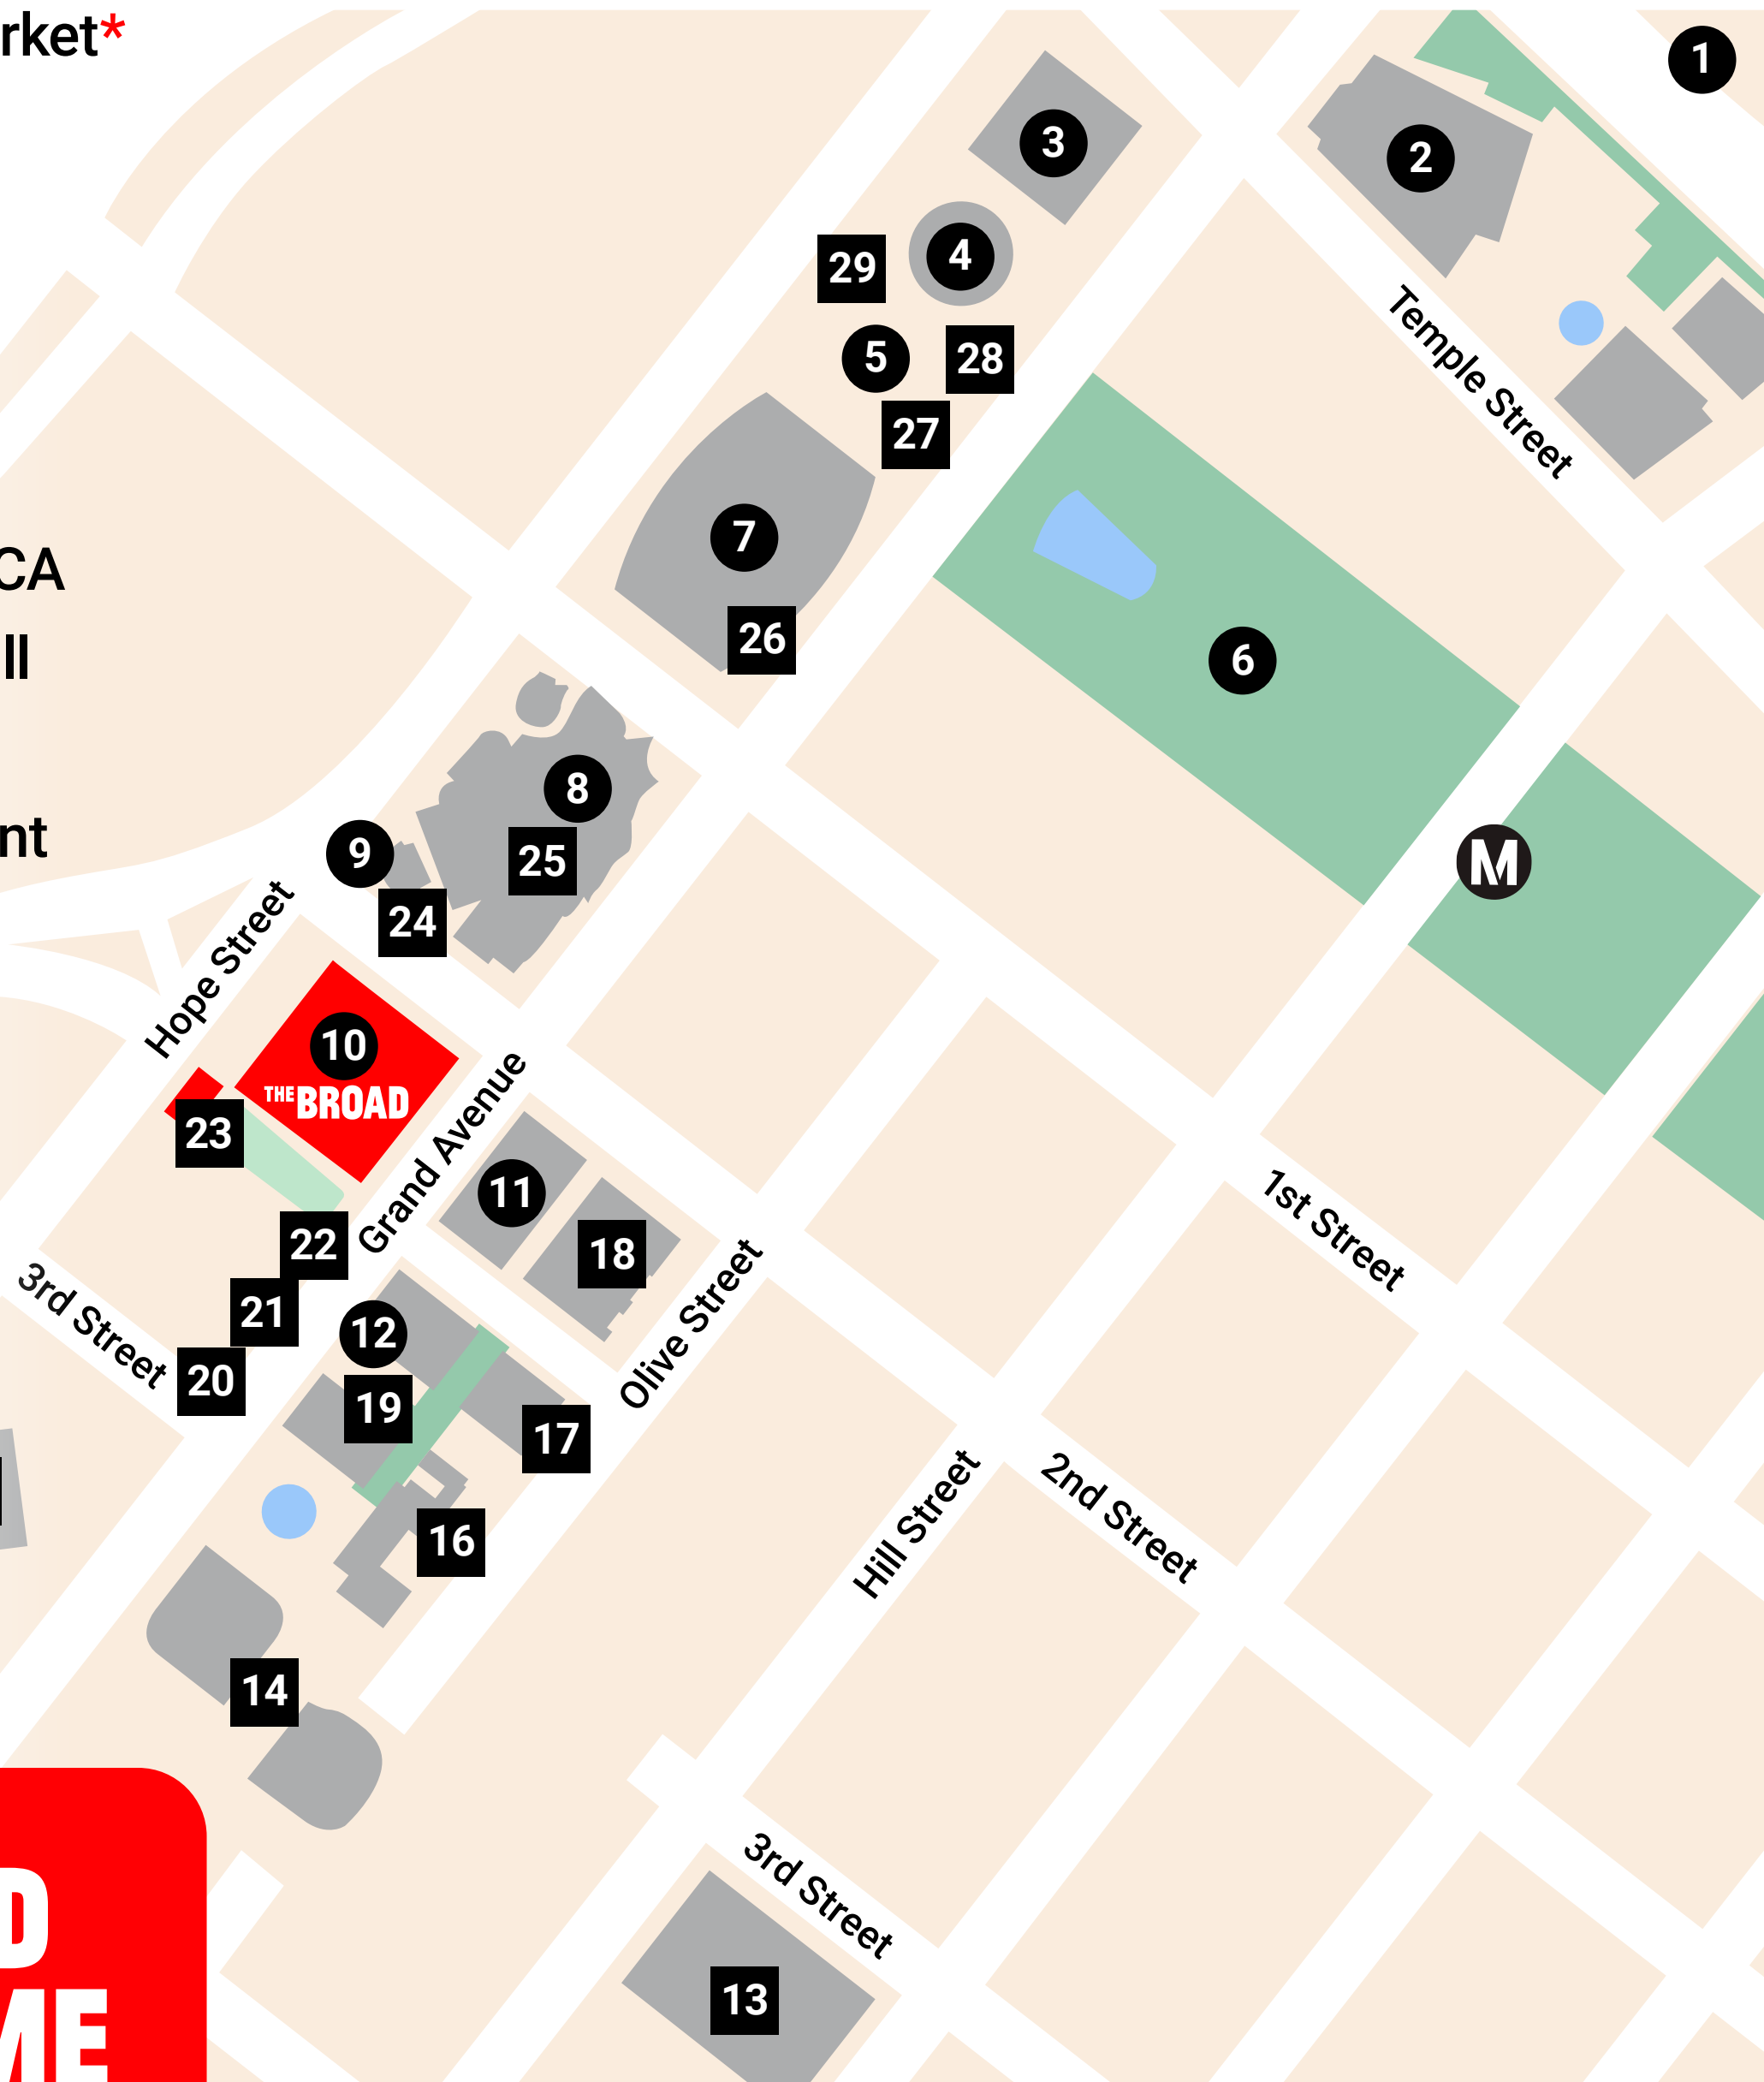 rket*
1
3
2
4
29
5
28
27
Temple Street
7
CA
26
ll
6
8
nt
9
25
M
24
Hope Street
10
THE BROAD
23
Grand Avenue
11
1st Street
22
18
3rd Street
21
12
Olive Street
20
19
17
2nd Street
Hill Street
16
14
3rd Street
D
ME
13